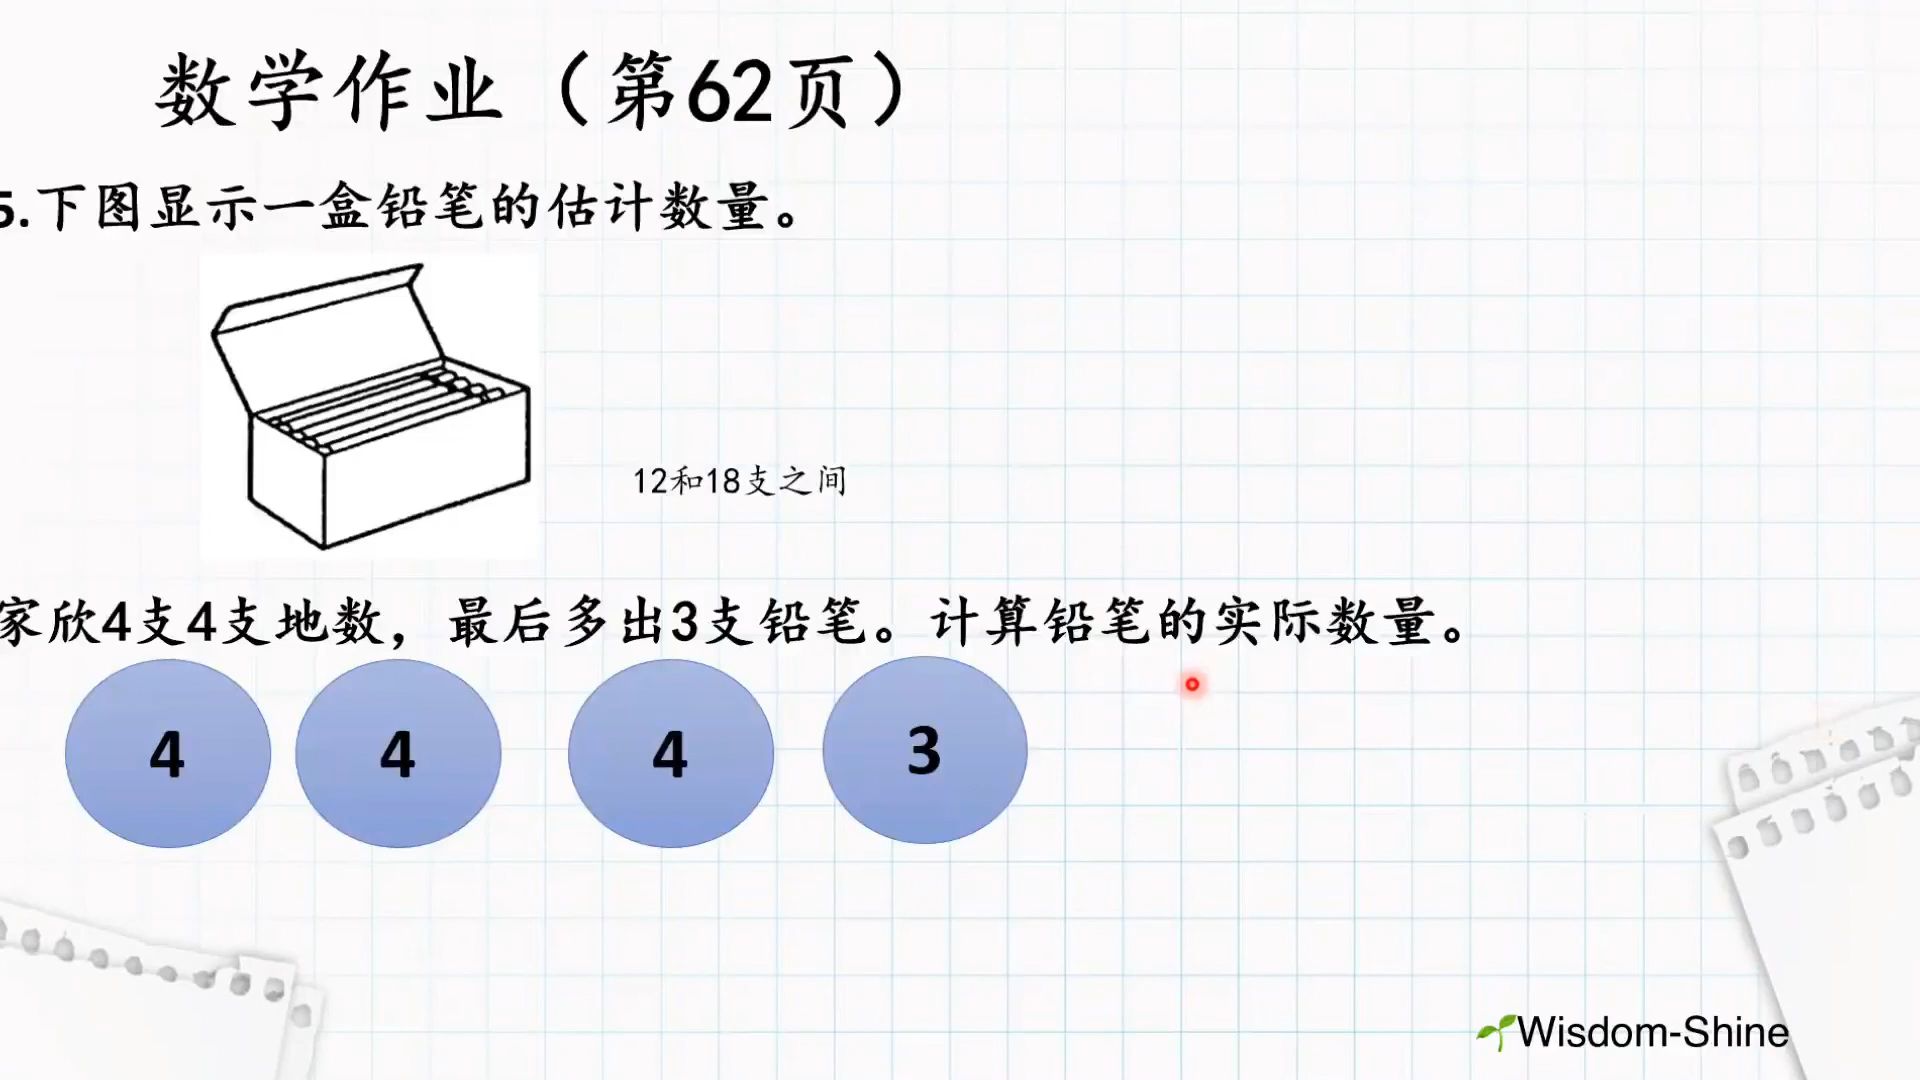 数学作业（第62页）
5.下图显示一盒铅笔的估计数量。
12和18支之间
家欣4支4支地数，最后多出3支铅笔。计算铅笔的实际数量。
4 4 4 3
Wisdom-Shine